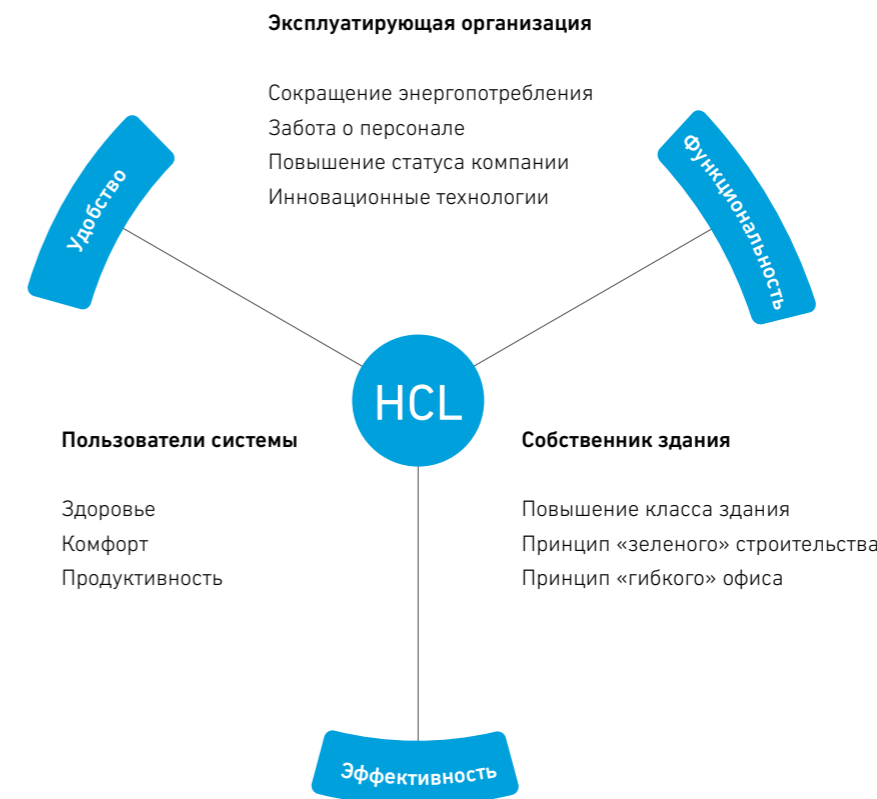 Эксплуатирующая организация
Сокращение энергопотребления
Забота о персонале
Повышение статуса компании
Инновационные технологии
Удобство
Функциональность
HCL
Пользователи системы
Здоровье
Комфорт
Продуктивность
Собственник здания
Повышение класса здания
Принцип «зеленого» строительства
Принцип «гибкого» офиса
Эффективность